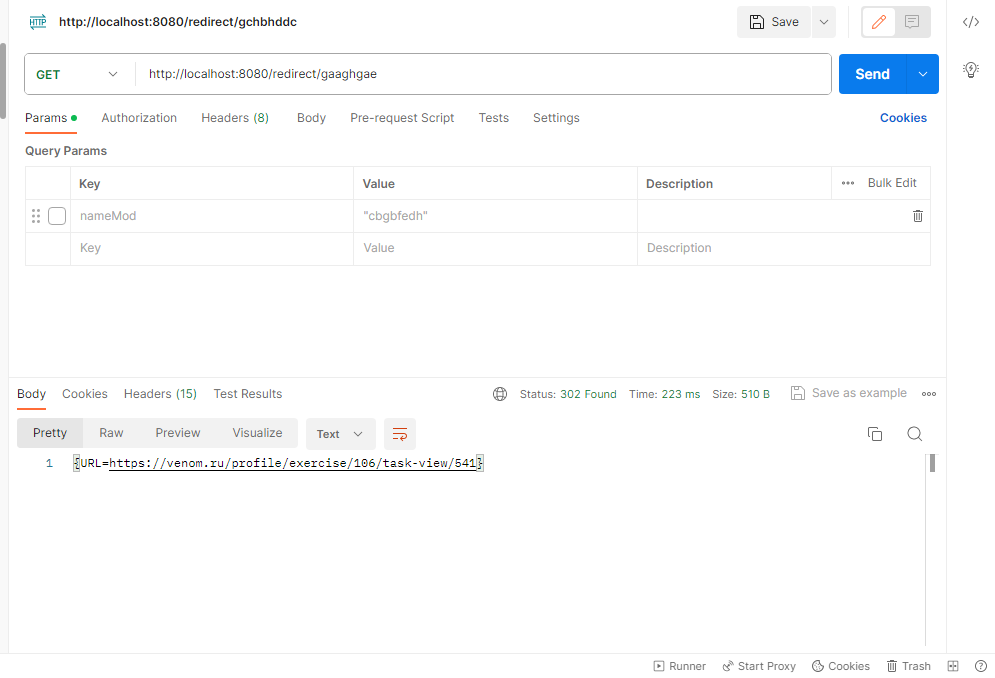 HTTP http://localhost:8080/redirect/gchbhddc Save
GET http://localhost:8080/redirect/gaaghgae Send
Params Authorization Headers (8) Body Pre-request Script Tests Settings Cookies
Query Params
Key Value Description Bulk Edit
nameMod "cbgbfedh"
Key Value Description
Body Cookies Headers (15) Test Results Status: 302 Found Time: 223 ms Size: 510 B Save as example
Pretty Raw Preview Visualize Text
1 {URL=https://venom.ru/profile/exercise/106/task-view/541}
Runner Start Proxy Cookies Trash